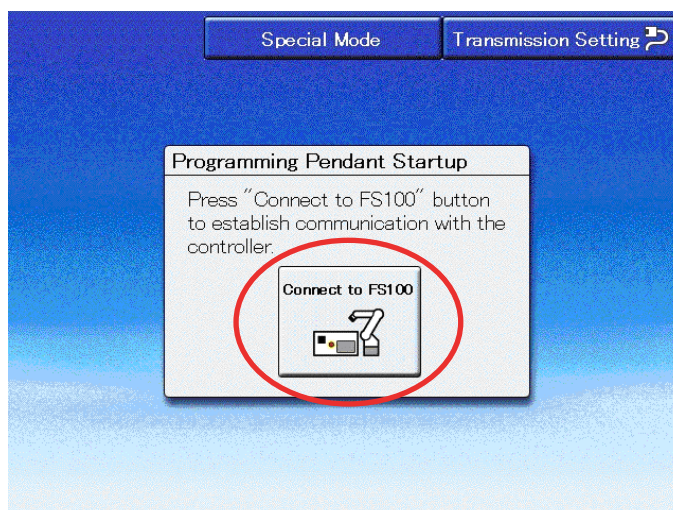 Special Mode
Transmission Setting
Programming Pendant Startup
Press "Connect to FS100" button
to establish communication with the
controller.
Connect to FS100